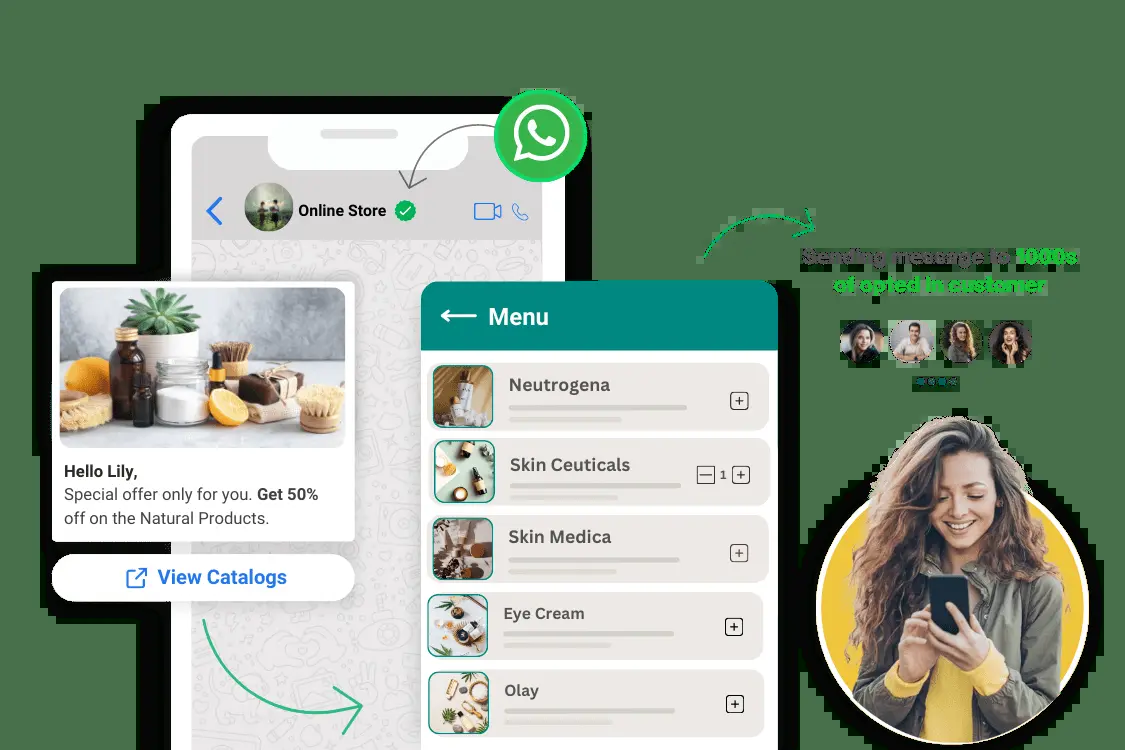 Online Store
Sending message to 1000s
of opted in customer
Menu
Neutrogena
Skin Ceuticals
1
Skin Medica
Eye Cream
Olay
Hello Lily,
Special offer only for you. Get 50%
off on the Natural Products.
View Catalogs